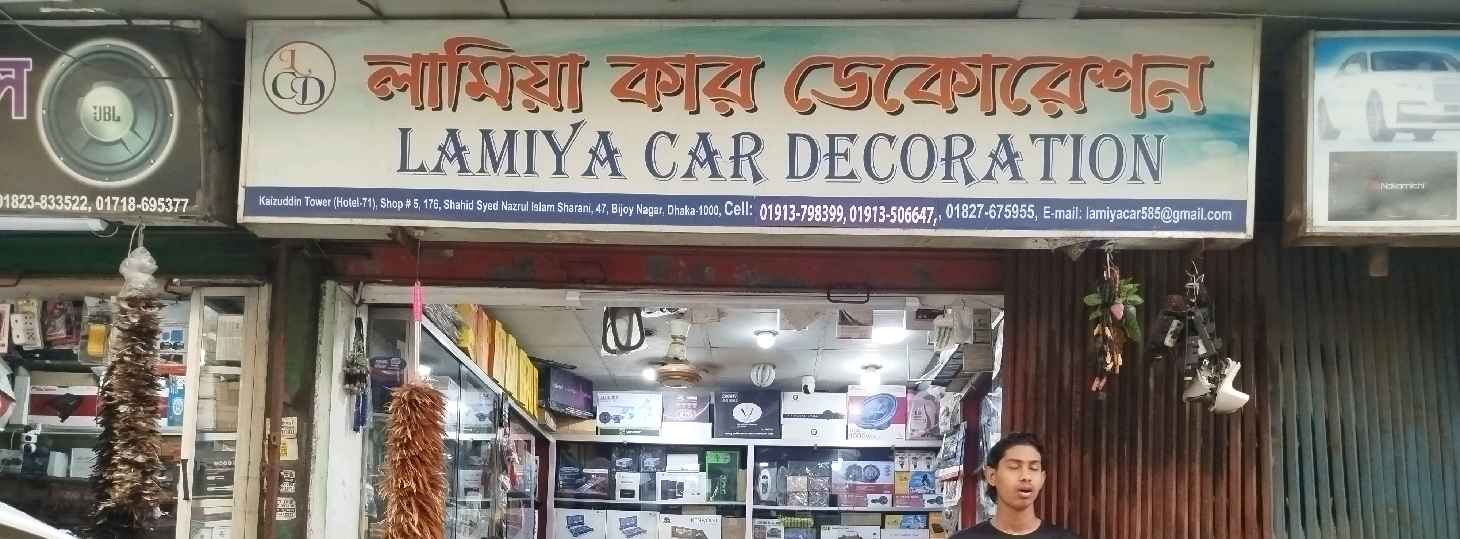 লামিয়া কার ডেকোরেশন
LCD
LAMIYA CAR DECORATION
Kaizuddin Tower (Hotel-71), Shop # 5, 176, Shahid Syed Nazrul Islam Sharani, 47, Bijoy Nagar, Dhaka-1000, Cell: 01913-798399, 01913-506647,, 01827-675955, E-mail: lamiyacar585@gmail.com
JBL
01823-833522, 01718-695377
Nakamichi